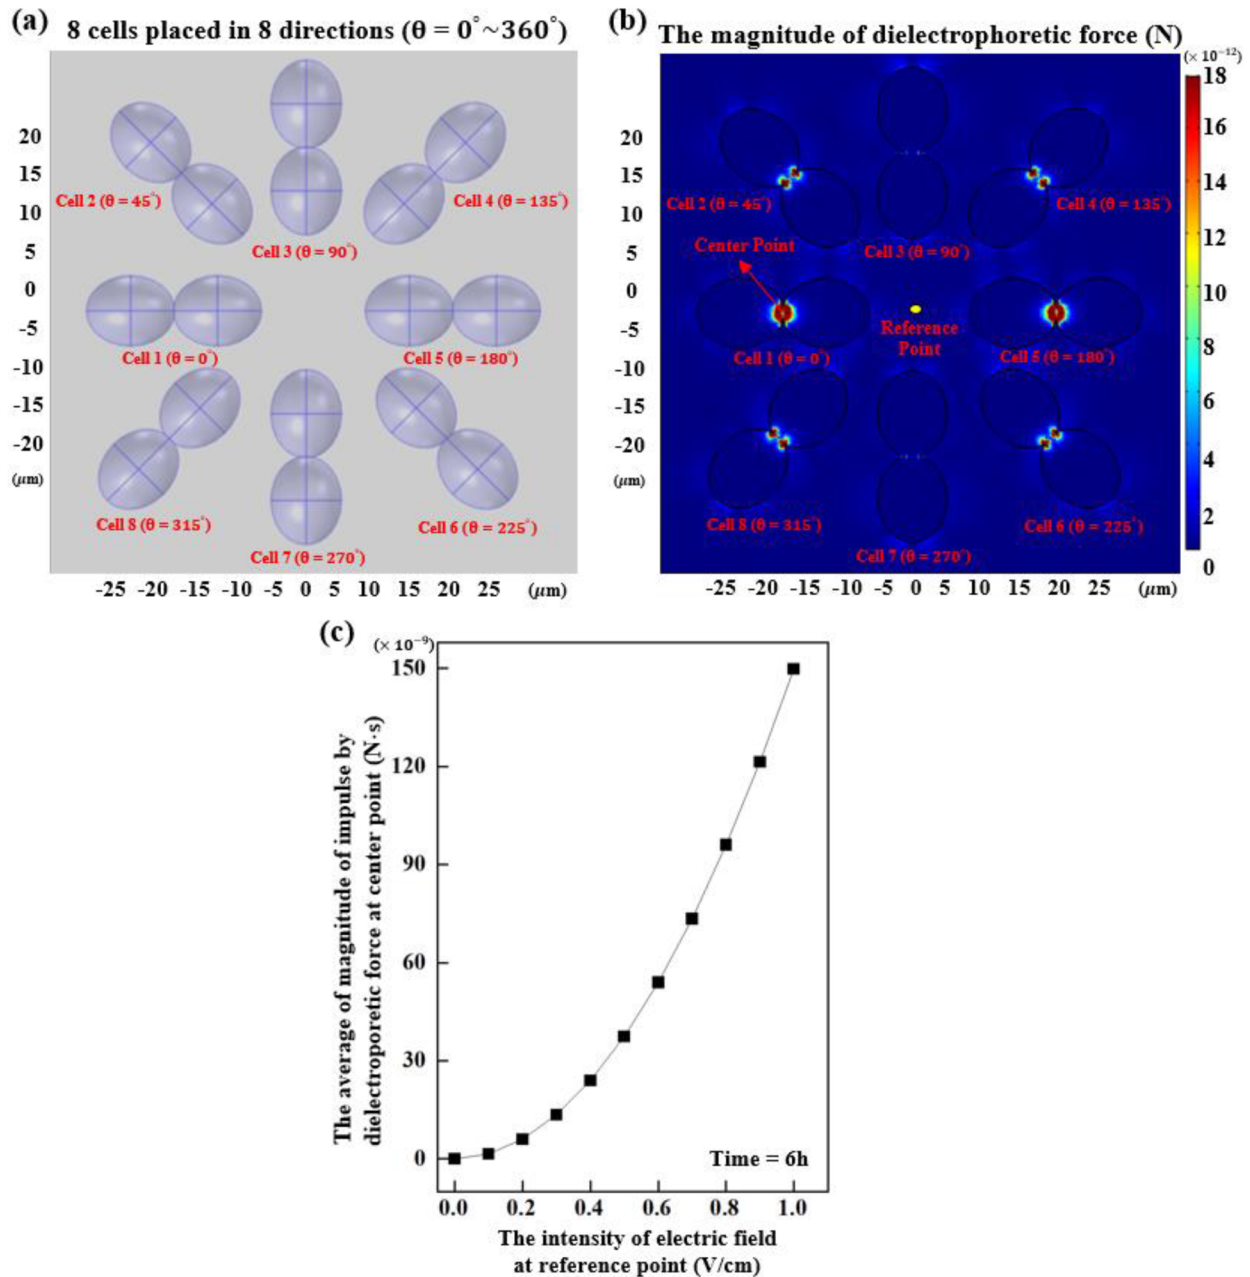 (a)
8 cells placed in 8 directions (θ = 0°~360°)
20
15
10
5
0
-5
-10
-15
-20
(μm)
Cell 2 (θ = 45°)
Cell 3 (θ = 90°)
Cell 4 (θ = 135°)
Cell 1 (θ = 0°)
Cell 5 (θ = 180°)
Cell 8 (θ = 315°)
Cell 7 (θ = 270°)
Cell 6 (θ = 225°)
-25 -20 -15 -10 -5 0 5 10 15 20 25 (μm)
(b)
The magnitude of dielectrophoretic force (N)
(× 10⁻¹²)
18
16
14
12
10
8
6
4
2
0
20
15
10
5
0
-5
-10
-15
-20
(μm)
Cell 2 (θ = 45°)
Cell 4 (θ = 135°)
Center Point
Cell 3 (θ = 90°)
Reference
Point
Cell 1 (θ = 0°)
Cell 5 (θ = 180°)
Cell 8 (θ = 315°)
Cell 6 (θ = 225°)
Cell 7 (θ = 270°)
-25 -20 -15 -10 -5 0 5 10 15 20 25 (μm)
(c)
(× 10⁻⁹)
150
120
90
60
30
0
The average of magnitude of impulse by
dielectroporetic force at center point (N·s)
Time = 6h
0.0 0.2 0.4 0.6 0.8 1.0
The intensity of electric field
at reference point (V/cm)